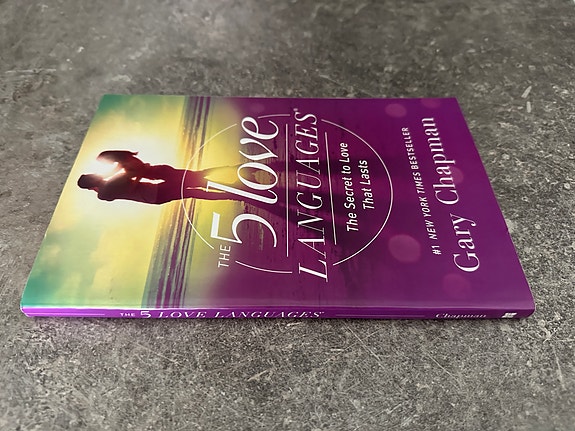 THE
5 love
LANGUAGES®
The Secret to Love
That Lasts
#1 NEW YORK TIMES BESTSELLER
Gary Chapman
THE 5 LOVE LANGUAGES®
Chapman